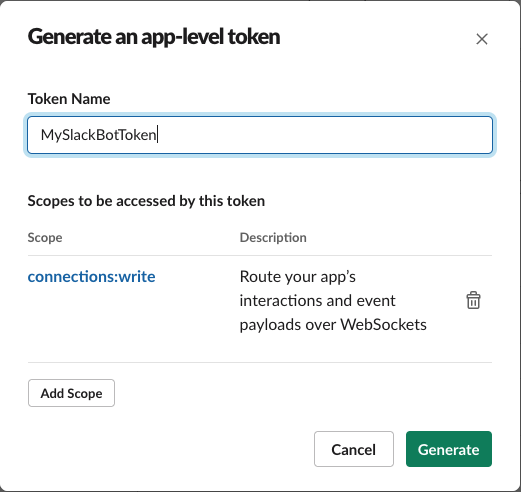 Generate an app-level token
Token Name
MySlackBotToken
Scopes to be accessed by this token
Scope Description
connections:write Route your app’s
interactions and event
payloads over WebSockets
Add Scope
Cancel Generate